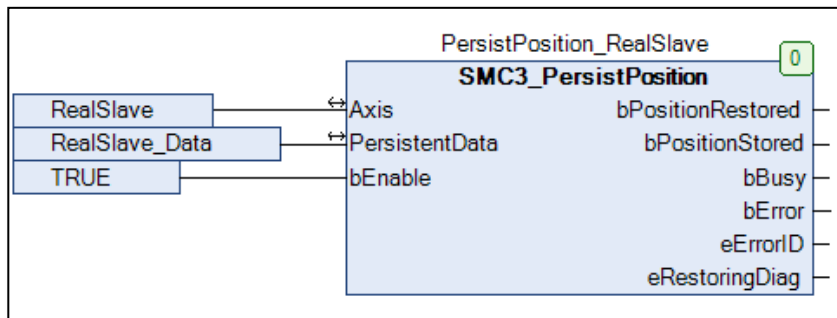 PersistPosition_RealSlave
0
SMC3_PersistPosition
RealSlave Axis bPositionRestored
RealSlave_Data PersistentData bPositionStored
TRUE bEnable bBusy
bError
eErrorID
eRestoringDiag